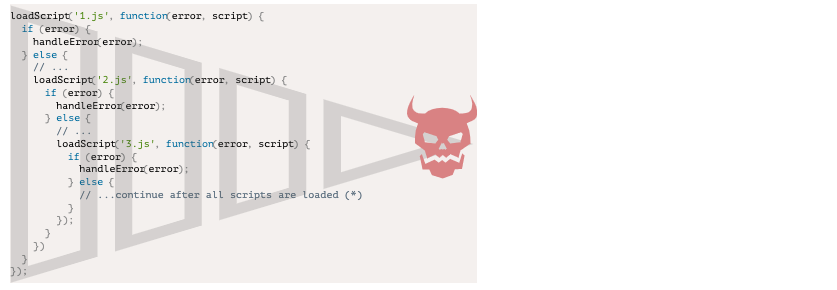 loadScript('1.js', function(error, script) {
  if (error) {
    handleError(error);
  } else {
    // ...
    loadScript('2.js', function(error, script) {
      if (error) {
        handleError(error);
      } else {
        // ...
        loadScript('3.js', function(error, script) {
          if (error) {
            handleError(error);
          } else {
            // ...continue after all scripts are loaded (*)
          }
        });
      }
    })
  }
});